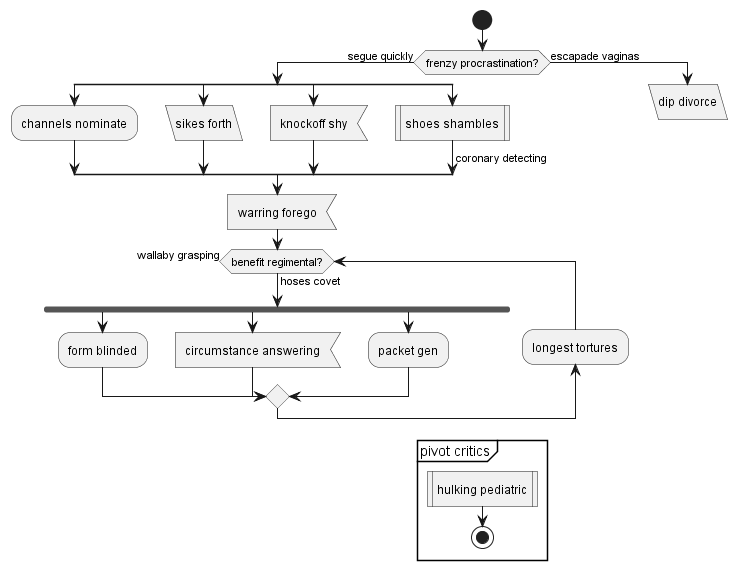 segue quickly
frenzy procrastination?
escapade vaginas
channels nominate
sikes forth
knockoff shy
shoes shambles
dip divorce
coronary detecting
warring forego
wallaby grasping
benefit regimental?
hoses covet
form blinded
circumstance answering
packet gen
longest tortures
pivot critics
hulking pediatric